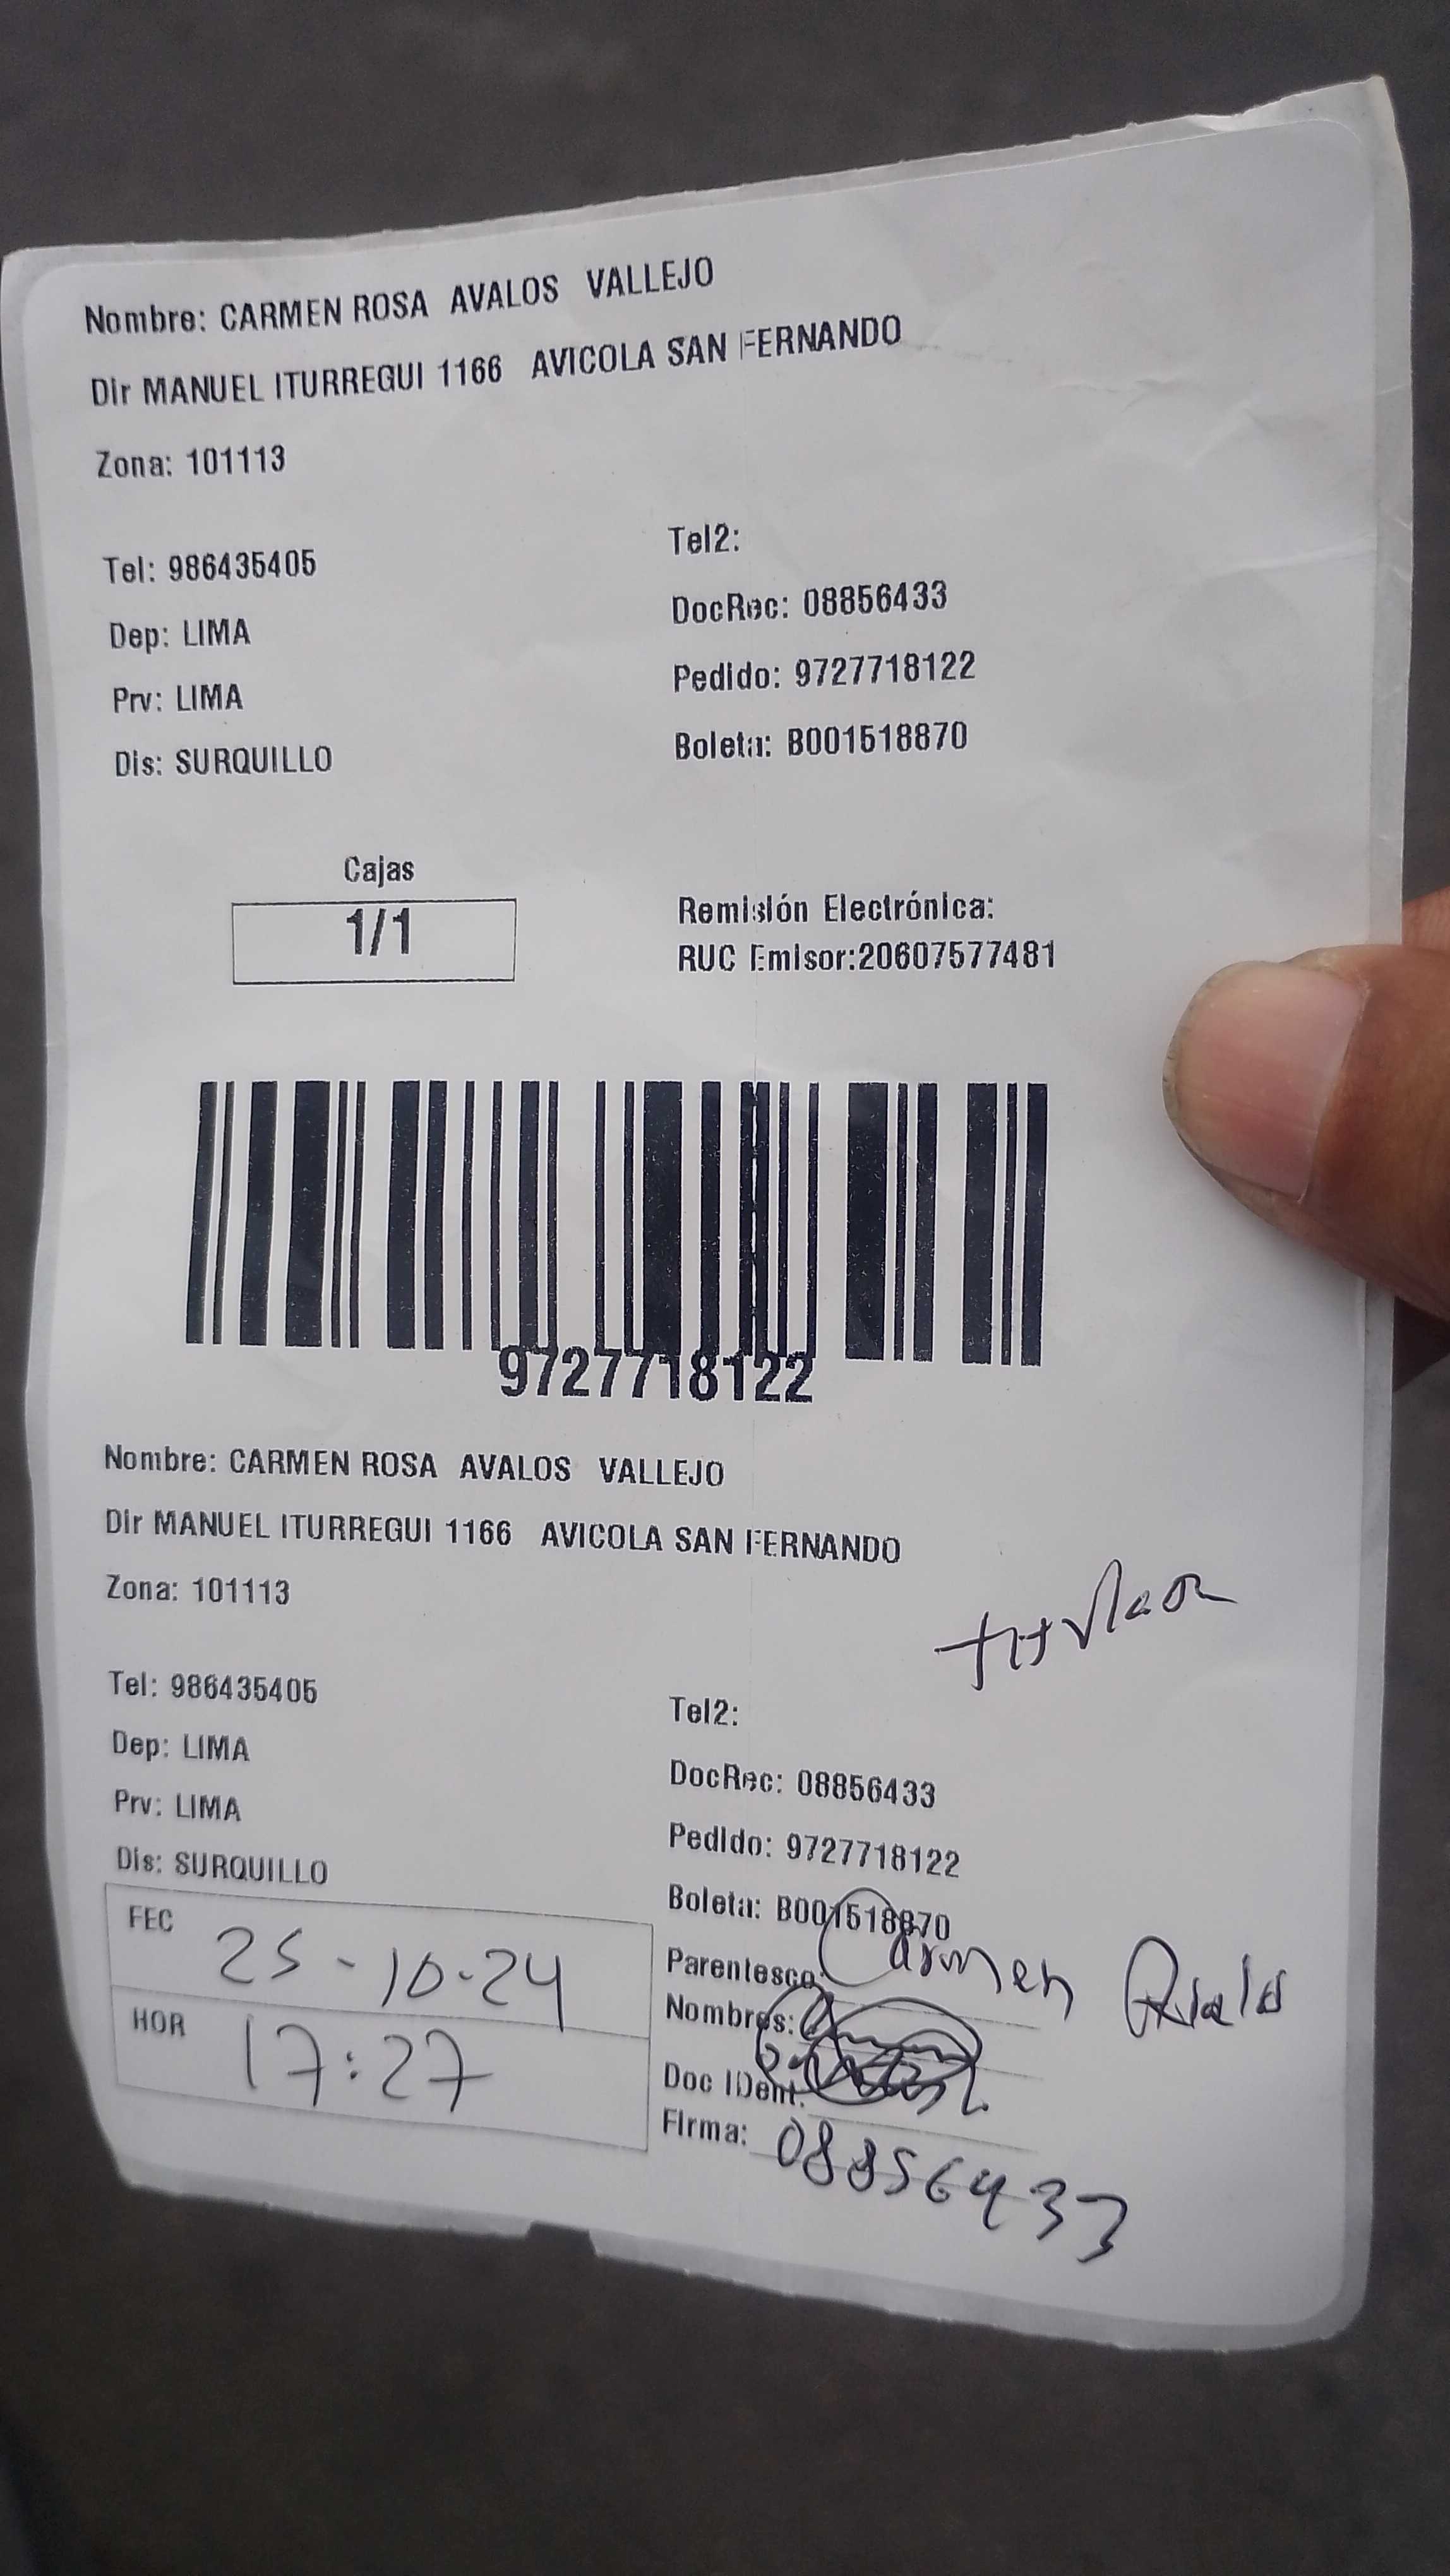 Nombre: CARMEN ROSA AVALOS VALLEJO
Dir MANUEL ITURREGUI 1166 AVICOLA SAN FERNANDO
Zona: 101113
Tel: 986435405
Tel2:
Dep: LIMA
DocRec: 08856433
Prv: LIMA
Pedido: 9727718122
Dis: SURQUILLO
Boleta: B001518870
Cajas
1/1
Remisión Electrónica:
RUC Emisor:20607577481
9727718122
Nombre: CARMEN ROSA AVALOS VALLEJO
Dir MANUEL ITURREGUI 1166 AVICOLA SAN FERNANDO
Zona: 101113
Tel: 986435405
Tel2:
Dep: LIMA
DocRec: 08856433
Prv: LIMA
Pedido: 9727718122
Dis: SURQUILLO
Boleta: B001518870
FEC 25-10-24
Parentesco: Carmen
Nombres:
HOR 17:27
Doc IDent.
Firma: 08856433